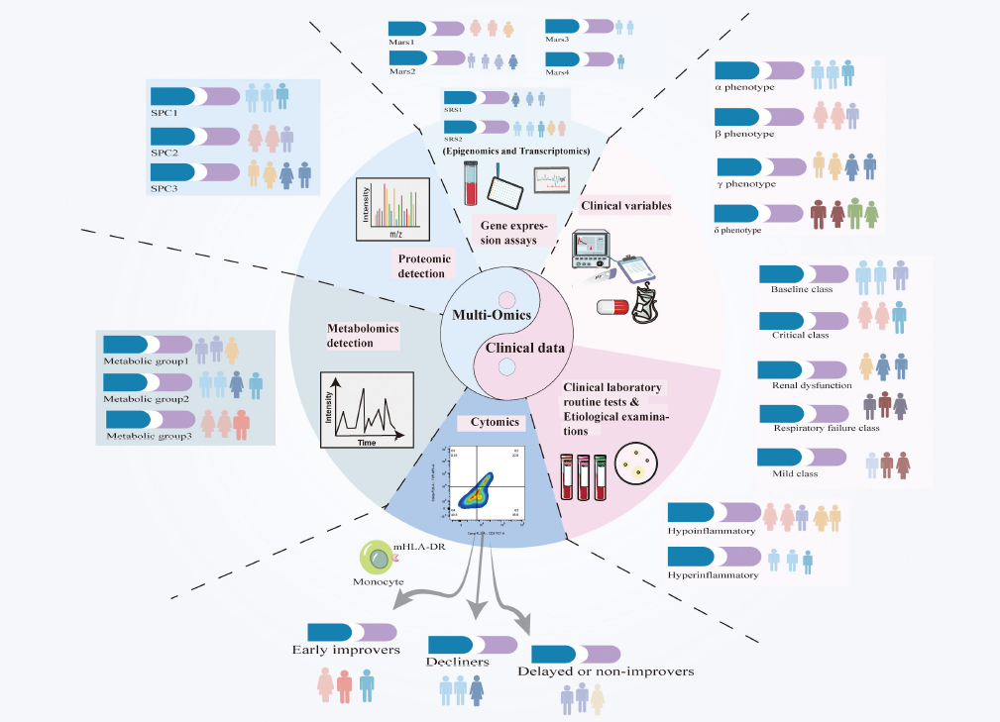 Mars1
Mars3
Mars2
Mars4
SRS1
SRS2
(Epigenomics and Transcriptomics)
Gene expres-
sion assays
SPC1
SPC2
SPC3
Intensity
m/z
Proteomic
detection
Clinical variables
α phenotype
β phenotype
γ phenotype
δ phenotype
Baseline class
Critical class
Renal dysfunction
Respiratory failure class
Mild class
Multi-Omics
Clinical data
Metabolomics
detection
Intensity
Time
Metabolic group1
Metabolic group2
Metabolic group3
Clinical laboratory
routine tests &
Etiological examina-
tions
Hypoinflammatory
Hyperinflammatory
Cytomics
mHLA-DR
Monocyte
Early improvers
Decliners
Delayed or non-improvers